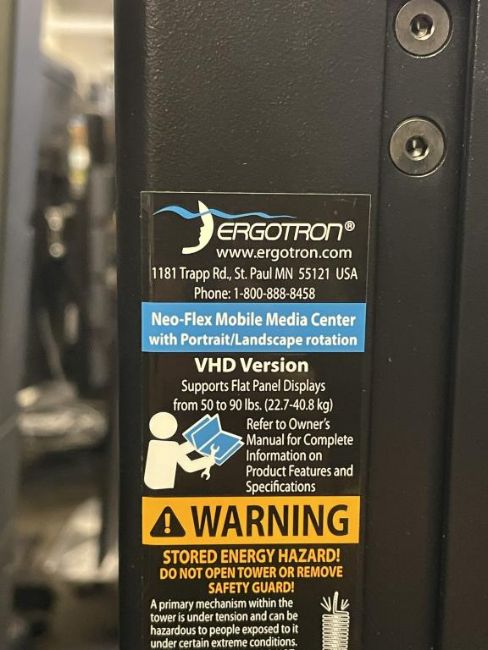 ERGOTRON®
www.ergotron.com
1181 Trapp Rd., St. Paul MN 55121 USA
Phone: 1-800-888-8458
Neo-Flex Mobile Media Center
with Portrait/Landscape rotation
VHD Version
Supports Flat Panel Displays
from 50 to 90 lbs. (22.7-40.8 kg)
Refer to Owner's
Manual for Complete
Information on
Product Features and
Specifications
WARNING
STORED ENERGY HAZARD!
DO NOT OPEN TOWER OR REMOVE
SAFETY GUARD!
A primary mechanism within the
tower is under tension and can be
hazardous to people exposed to it
under certain extreme conditions.